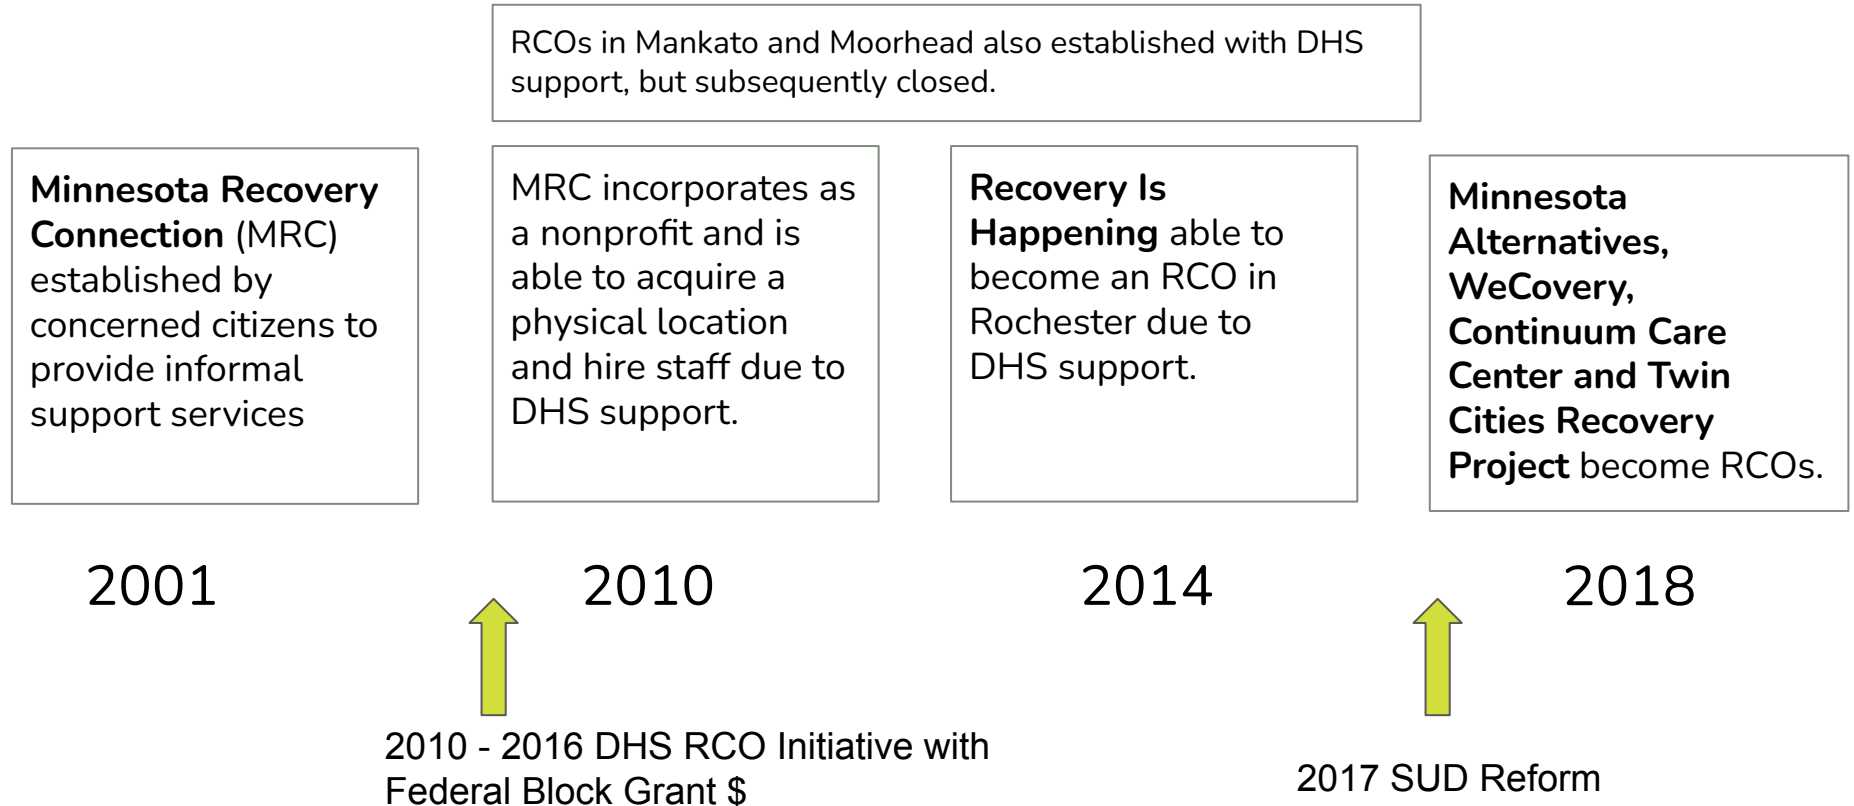 RCOs in Mankato and Moorhead also established with DHS
support, but subsequently closed.
Minnesota Recovery
Connection (MRC)
established by
concerned citizens to
provide informal
support services
MRC incorporates as
a nonprofit and is
able to acquire a
physical location
and hire staff due to
DHS support.
Recovery Is
Happening able to
become an RCO in
Rochester due to
DHS support.
Minnesota
Alternatives,
WeCovery,
Continuum Care
Center and Twin
Cities Recovery
Project become RCOs.
2001
2010
2014
2018
2010 - 2016 DHS RCO Initiative with
Federal Block Grant $
2017 SUD Reform